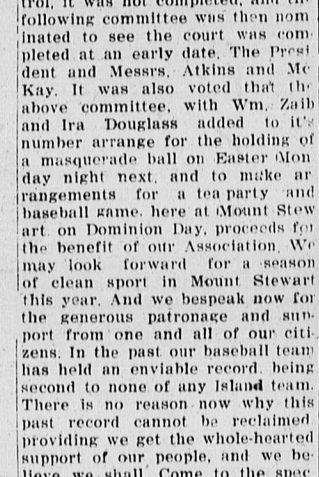 trol, it was not completed, and th
following committee was then nom
inated to see the court was com-
pleted at an early date. The Presi
dent and Messrs. Atkins and Mc
Kay. It was also voted that the
above committee, with Wm. Zaib
and Ira Douglass added to it's
number arrange for the holding of
a masquerade ball on Easter Mon
day night next, and to make ar
rangements for a tea party and
baseball game, here at Mount Stew
art on Dominion Day, proceeds for
the benefit of our Association. We
may look forward for a season
of clean sport in Mount Stewart
this year. And we bespeak now for
the generous patronage and sup-
port from one and all of our citi-
zens. In the past our baseball team
has held an enviable record, being
second to none of any Island team.
There is no reason now why this
past record cannot be reclaimed
providing we get the whole-hearted
support of our people, and we be-
lieve we shall. Come to the spec